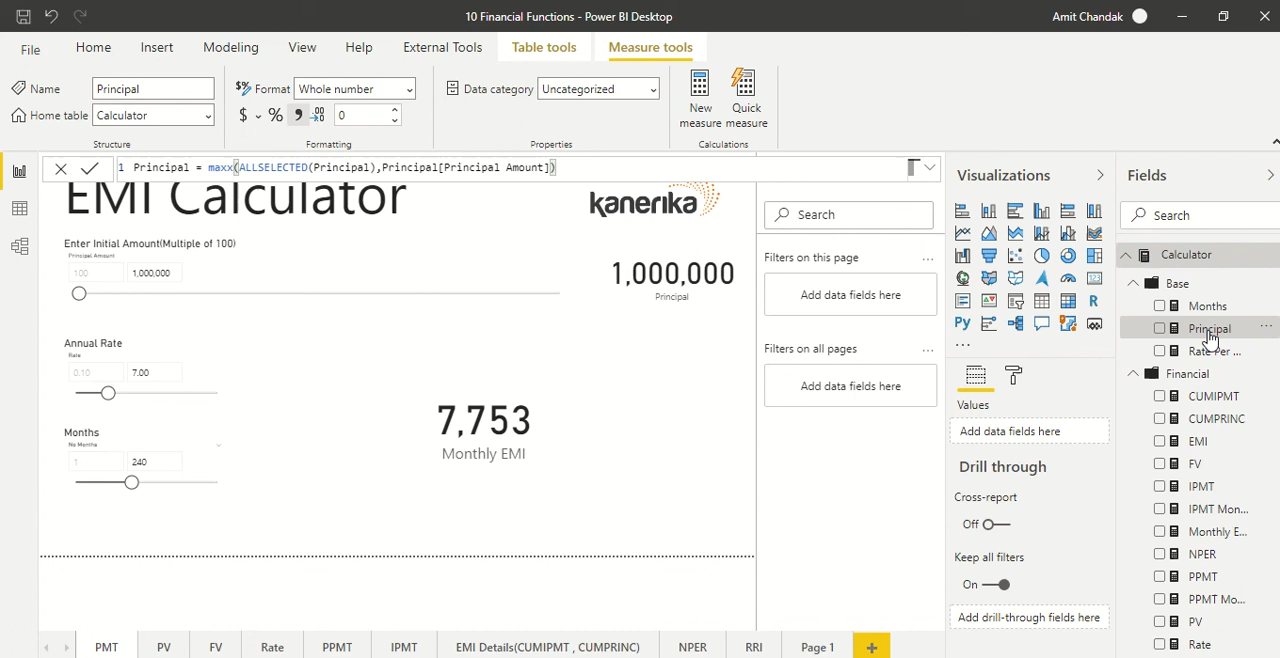 10 Financial Functions - Power BI Desktop
Amit Chandak
File
Home
Insert
Modeling
View
Help
External Tools
Table tools
Measure tools
Name
Principal
Format
Whole number
Data category
Uncategorized
Home table
Calculator
$
%
0
New measure
Quick measure
Structure
Formatting
Properties
Calculations
1 Principal = maxx(ALLSELECTED(Principal),Principal[Principal Amount])
EMI Calculator
kanerika
Enter Initial Amount(Multiple of 100)
Principal Amount
100
1,000,000
1,000,000
Principal
Annual Rate
Rate
0.10
7.00
Months
No Months
1
240
7,753
Monthly EMI
Search
Filters on this page
...
Add data fields here
Filters on all pages
...
Add data fields here
Visualizations
R
Py
...
Values
Add data fields here
Drill through
Cross-report
Off
Keep all filters
On
Add drill-through fields here
Fields
Search
Calculator
Base
Months
Principal
...
Rate Per ...
Financial
CUMIPMT
CUMPRINC
EMI
FV
IPMT
IPMT Mon...
Monthly E...
NPER
PPMT
PPMT Mo...
PV
Rate
PMT
PV
FV
Rate
PPMT
IPMT
EMI Details(CUMIPMT , CUMPRINC)
NPER
RRI
Page 1
+